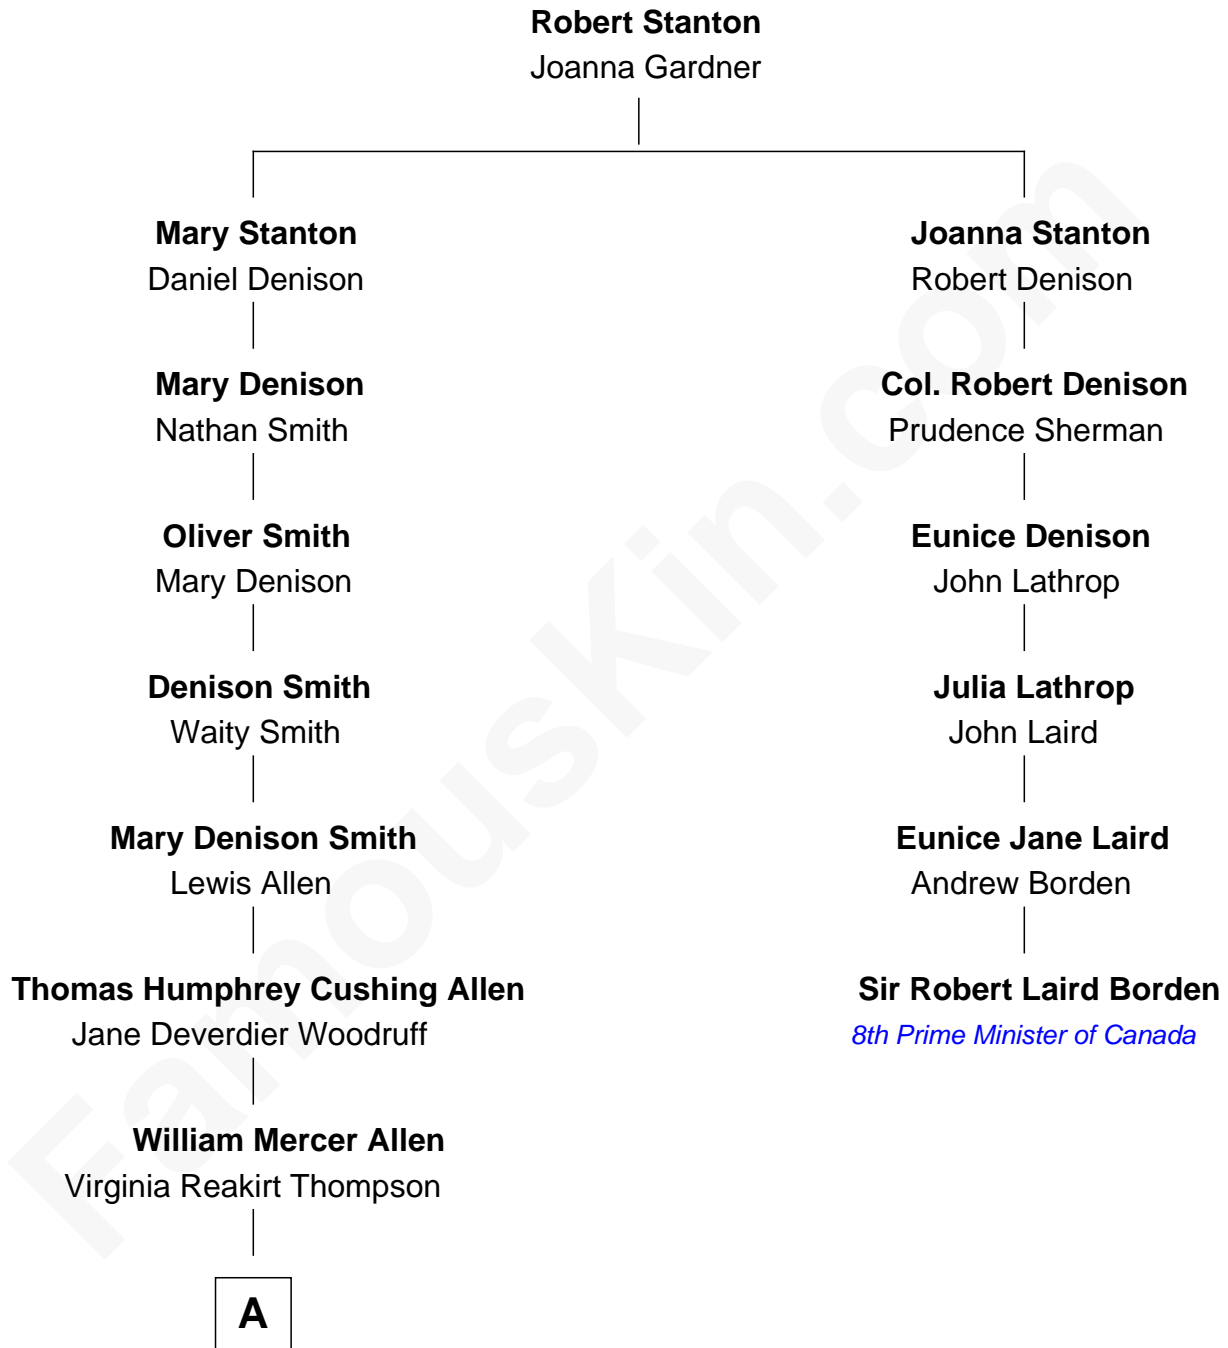 Robert Stanton
Joanna Gardner
Mary Stanton
Daniel Denison
Joanna Stanton
Robert Denison
Mary Denison
Nathan Smith
Col. Robert Denison
Prudence Sherman
Oliver Smith
Mary Denison
Eunice Denison
John Lathrop
Denison Smith
Waity Smith
Julia Lathrop
John Laird
Mary Denison Smith
Lewis Allen
Eunice Jane Laird
Andrew Borden
Thomas Humphrey Cushing Allen
Jane Deverdier Woodruff
Sir Robert Laird Borden
8th Prime Minister of Canada
William Mercer Allen
Virginia Reakirt Thompson
A
FamousKin.com